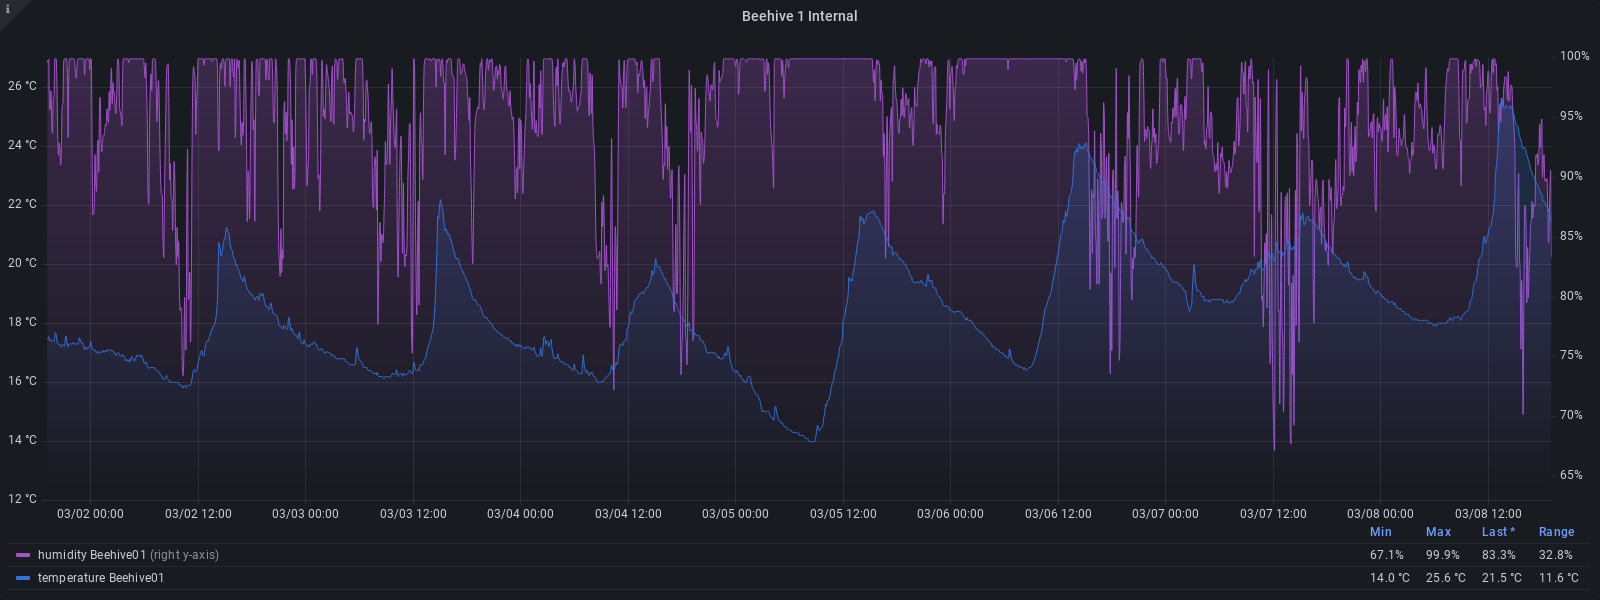 i
Beehive 1 Internal
26 °C
24 °C
22 °C
20 °C
18 °C
16 °C
14 °C
12 °C
100%
95%
90%
85%
80%
75%
70%
65%
03/02 00:00 03/02 12:00 03/03 00:00 03/03 12:00 03/04 00:00 03/04 12:00 03/05 00:00 03/05 12:00 03/06 00:00 03/06 12:00 03/07 00:00 03/07 12:00 03/08 00:00 03/08 12:00
Min Max Last * Range
humidity Beehive01 (right y-axis) 67.1% 99.9% 83.3% 32.8%
temperature Beehive01 14.0 °C 25.6 °C 21.5 °C 11.6 °C